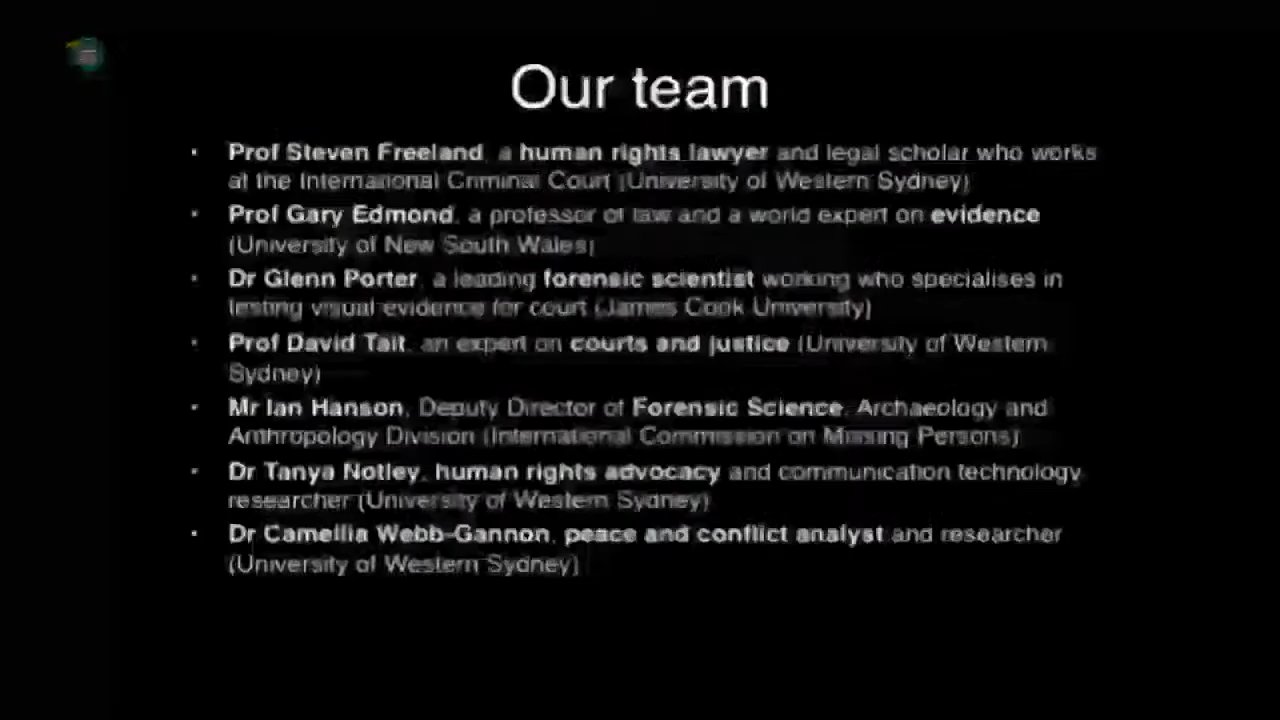 Our team
• Prof Steven Freeland, a human rights lawyer and legal scholar who works
at the International Criminal Court (University of Western Sydney)
• Prof Gary Edmond, a professor of law and a world expert on evidence
(University of New South Wales)
• Dr Glenn Porter, a leading forensic scientist working who specialises in
testing visual evidence for court (James Cook University)
• Prof David Tait, an expert on courts and justice (University of Western
Sydney)
• Mr Ian Hanson, Deputy Director of Forensic Science, Archaeology and
Anthropology Division (International Commission on Missing Persons)
• Dr Tanya Notley, human rights advocacy and communication technology
researcher (University of Western Sydney)
• Dr Camellia Webb-Gannon, peace and conflict analyst and researcher
(University of Western Sydney)